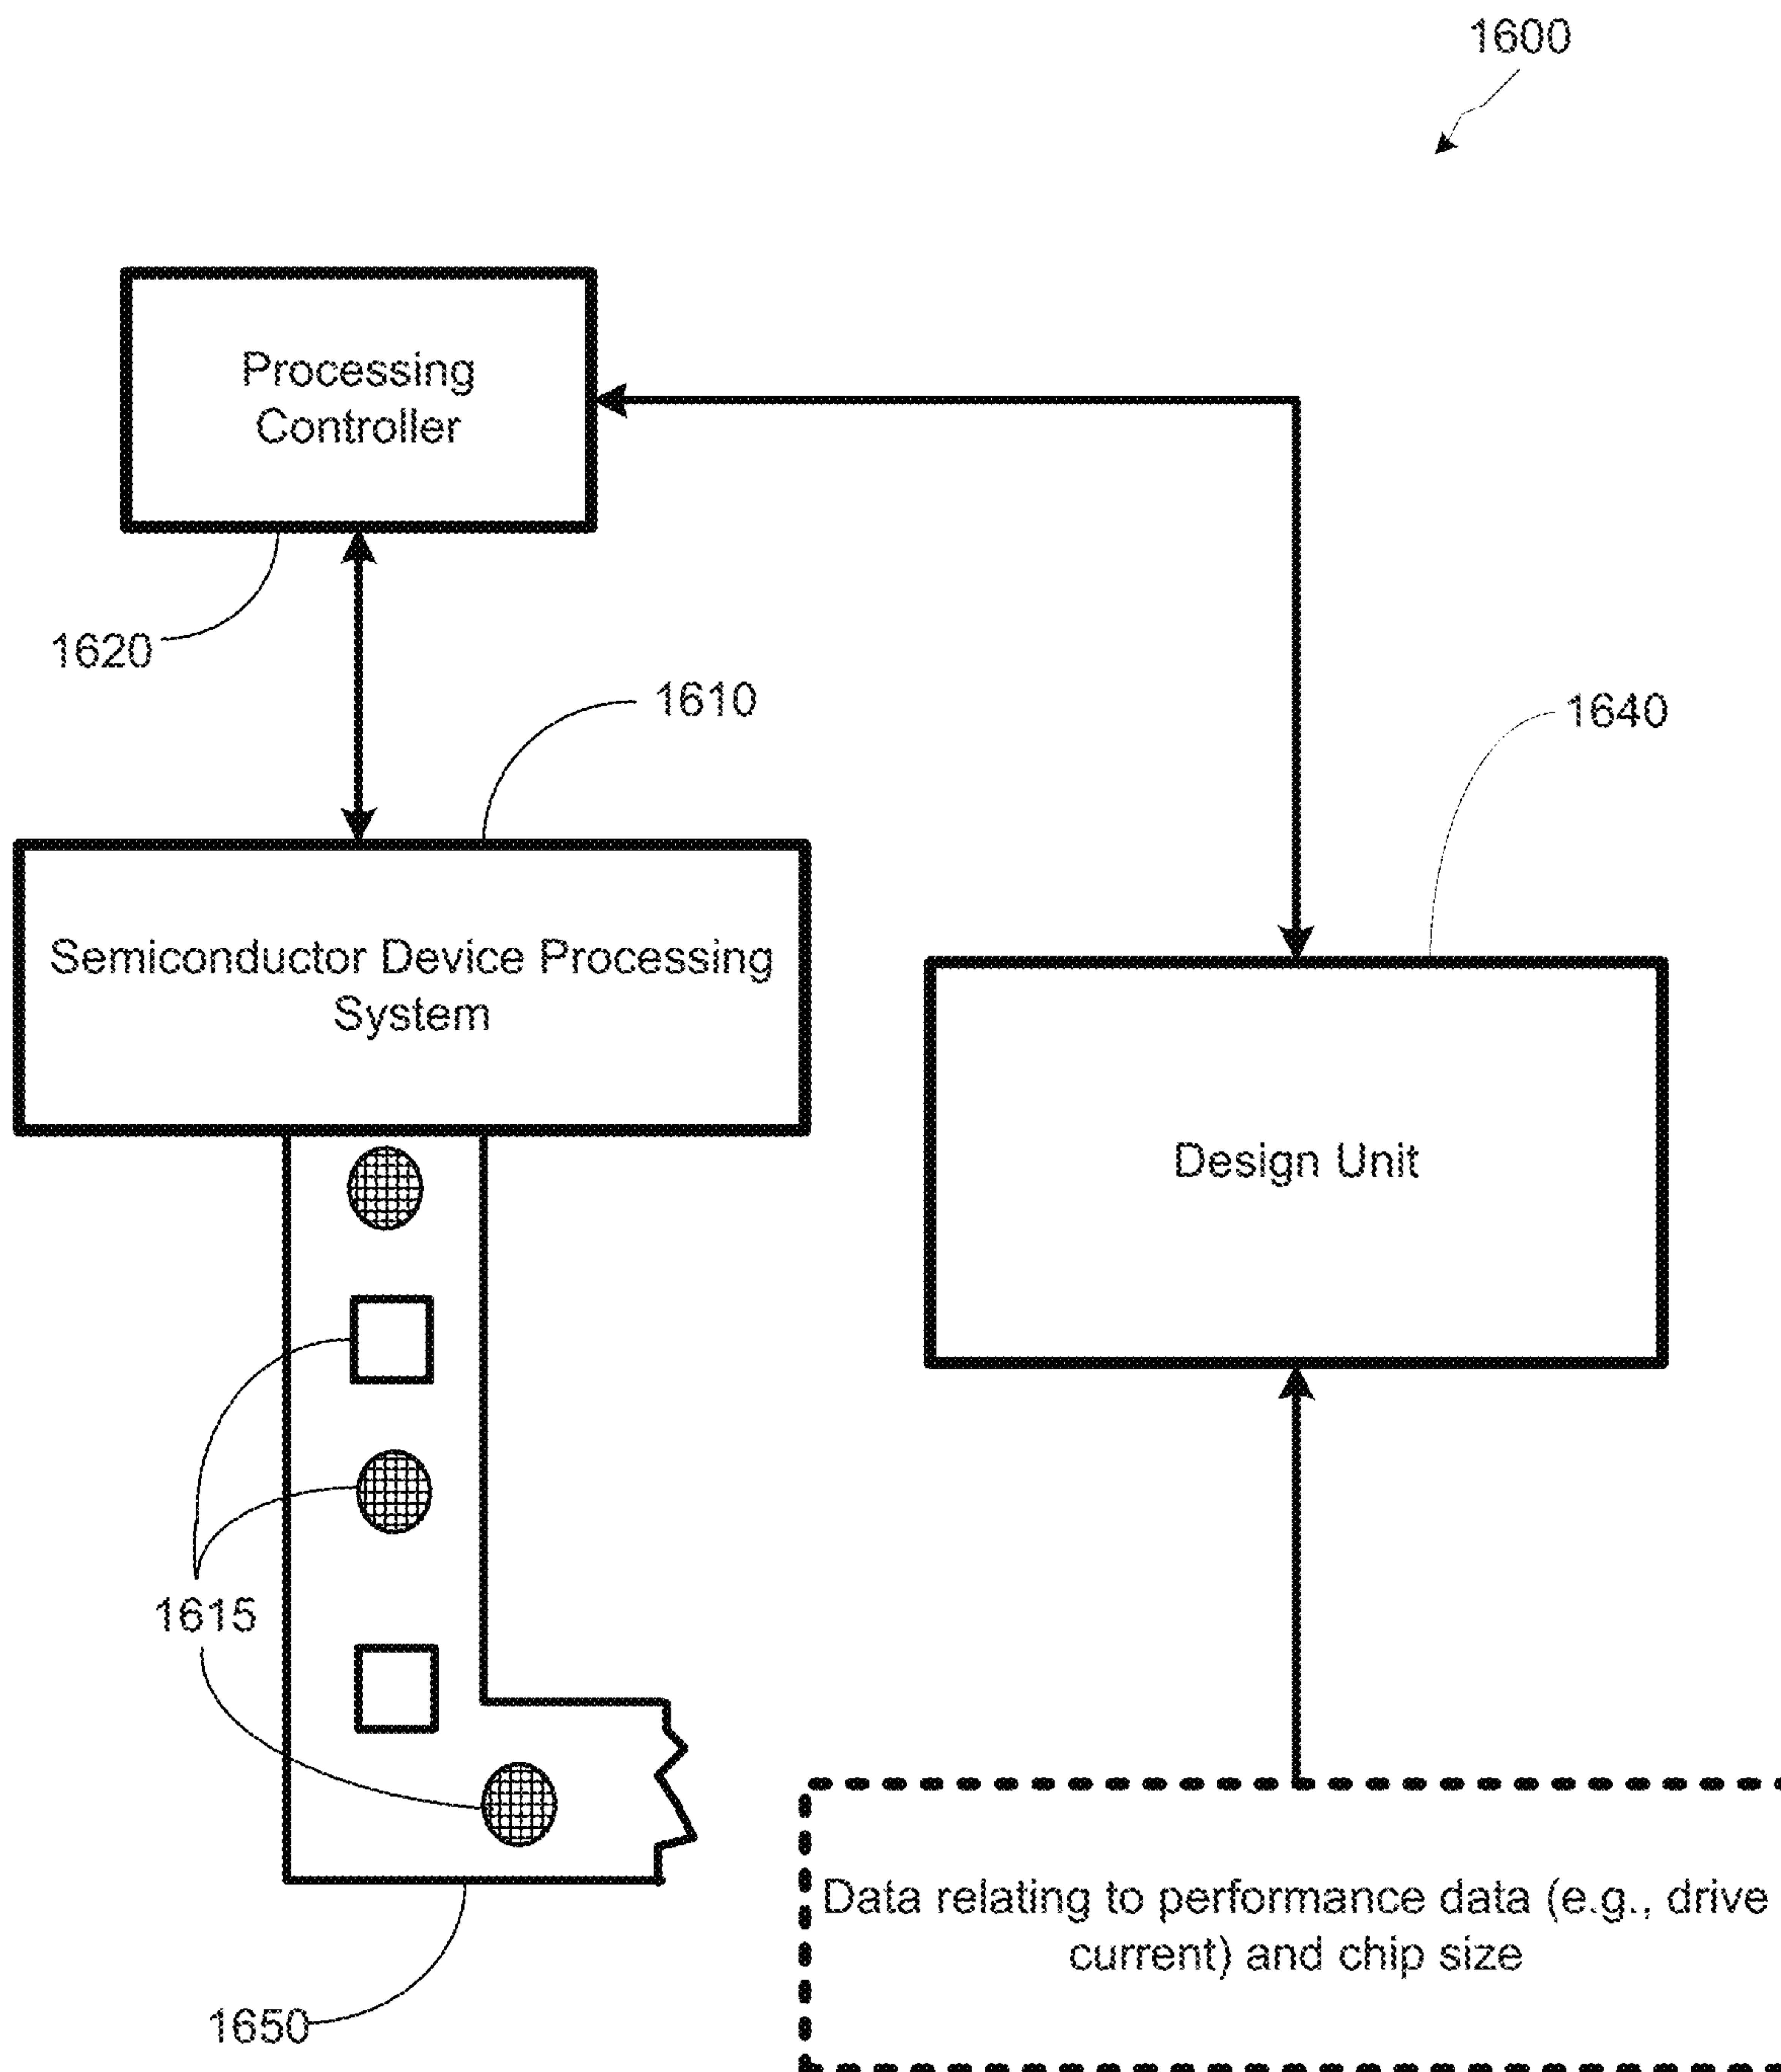 1600
Processing
Controller
1620
1610
1640
Semiconductor Device Processing
System
Design Unit
1615
Data relating to performance data (e.g., drive
current) and chip size
1650